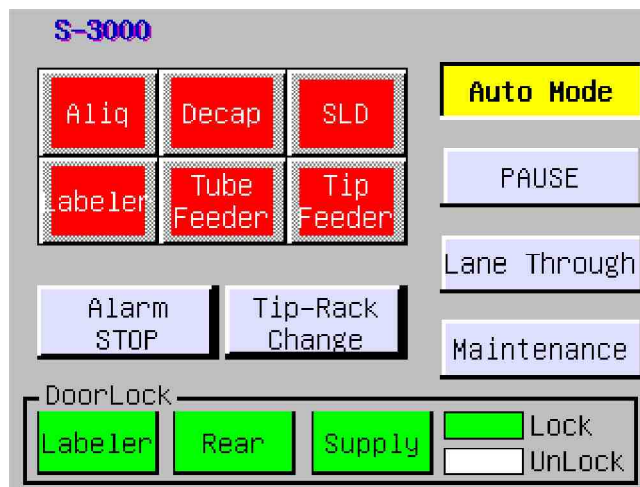 S-3000
Aliq
Decap
SLD
Auto Mode
Labeler
Tube
Feeder
Tip
Feeder
PAUSE
Lane Through
Alarm
STOP
Tip-Rack
Change
Maintenance
DoorLock
Labeler
Rear
Supply
Lock
UnLock